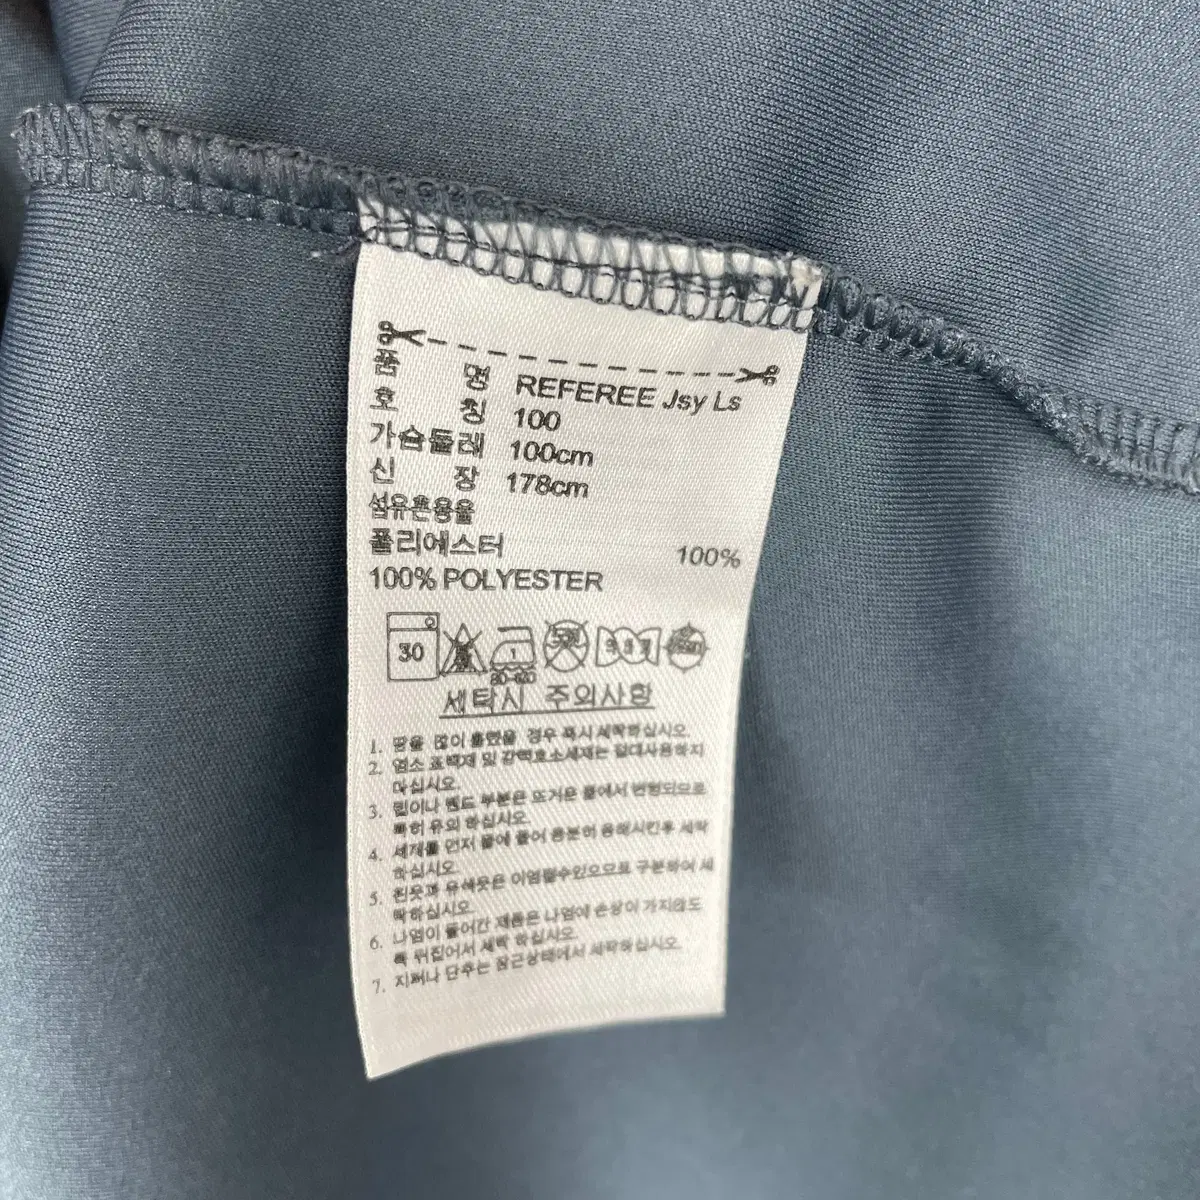 품 명 REFEREE Jsy Ls
호 칭 100
가슴둘레 100cm
신 장 178cm
섬유혼용율
폴리에스터 100%
100% POLYESTER
30 1
80-120
세탁시 주의사항
1. 땀을 많이 흘렸을 경우 즉시 세탁하십시오.
2. 염소 표백제 및 강력효소세제는 절대사용하지
마십시오.
3. 립이나 밴드 부분은 뜨거운 물에서 변형되므로
특히 유의 하십시오.
4. 세제를 먼저 물에 풀어 충분히 용해시킨후 세탁
하십시오.
5. 흰옷과 유색옷은 이염될수있으므로 구분하여 세
탁하십시오.
6. 나염이 들어간 제품은 나염에 손상이 가지않도
록 뒤집어서 세탁 하십시오.
7. 지퍼나 단추는 잠근상태에서 세탁하십시오.